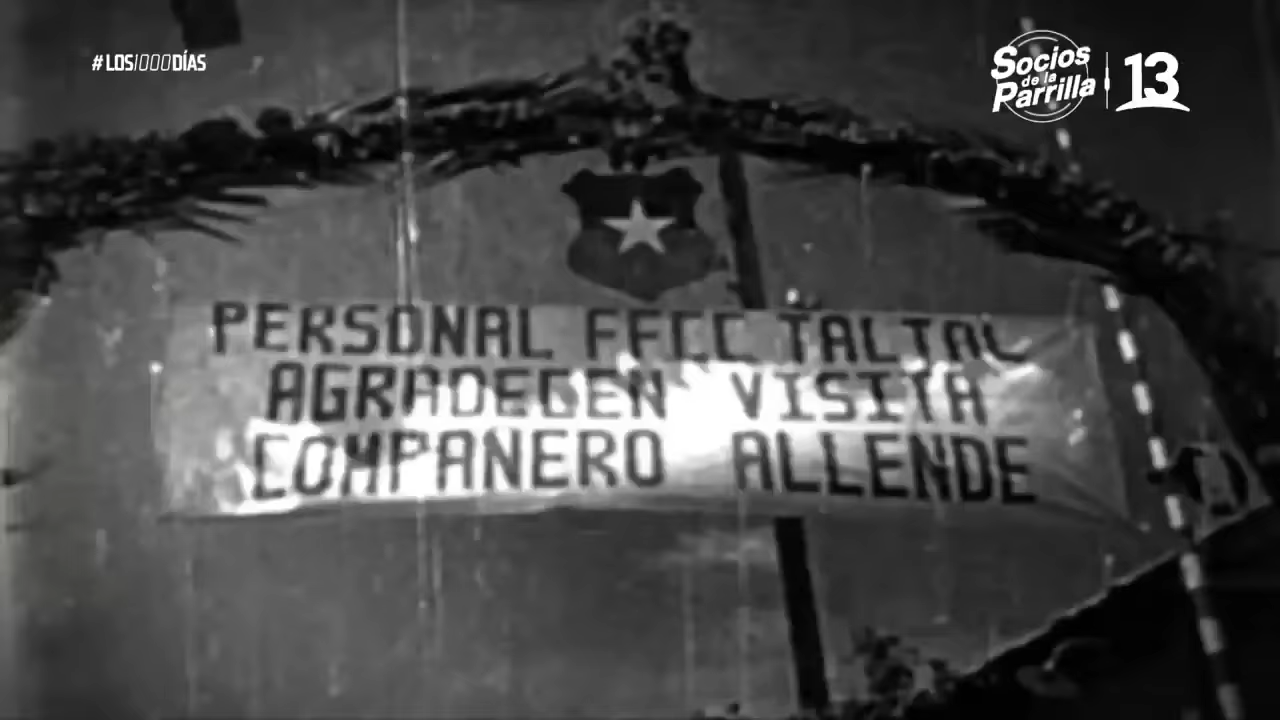 #LOS1000DÍAS
Socios
de la
Parrilla
13
PERSONAL FFCC TALTAL
AGRADECEN VISITA
COMPANERO ALLENDE